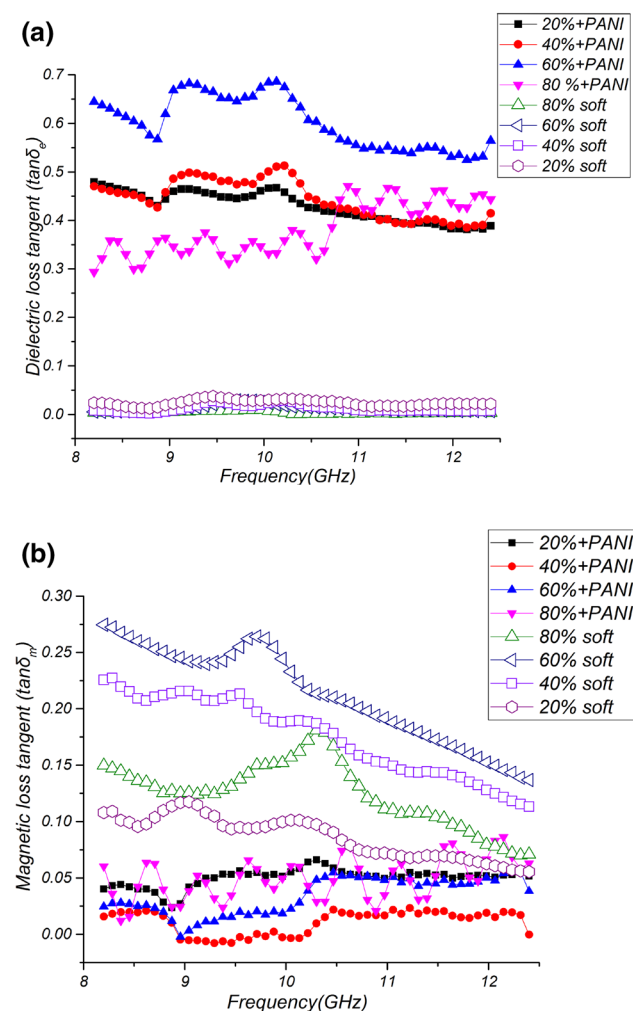 (a)
20%+PANI
40%+PANI
60%+PANI
80 %+PANI
80% soft
60% soft
40% soft
20% soft
Dielectric loss tangent (tanδe)
0.7
0.6
0.5
0.4
0.3
0.2
0.1
0.0
8 9 10 11 12
Frequency(GHz)
(b)
20%+PANI
40%+PANI
60%+PANI
80%+PANI
80% soft
60% soft
40% soft
20% soft
Magnetic loss tangent (tanδm)
0.30
0.25
0.20
0.15
0.10
0.05
0.00
8 9 10 11 12
Frequency(GHz)